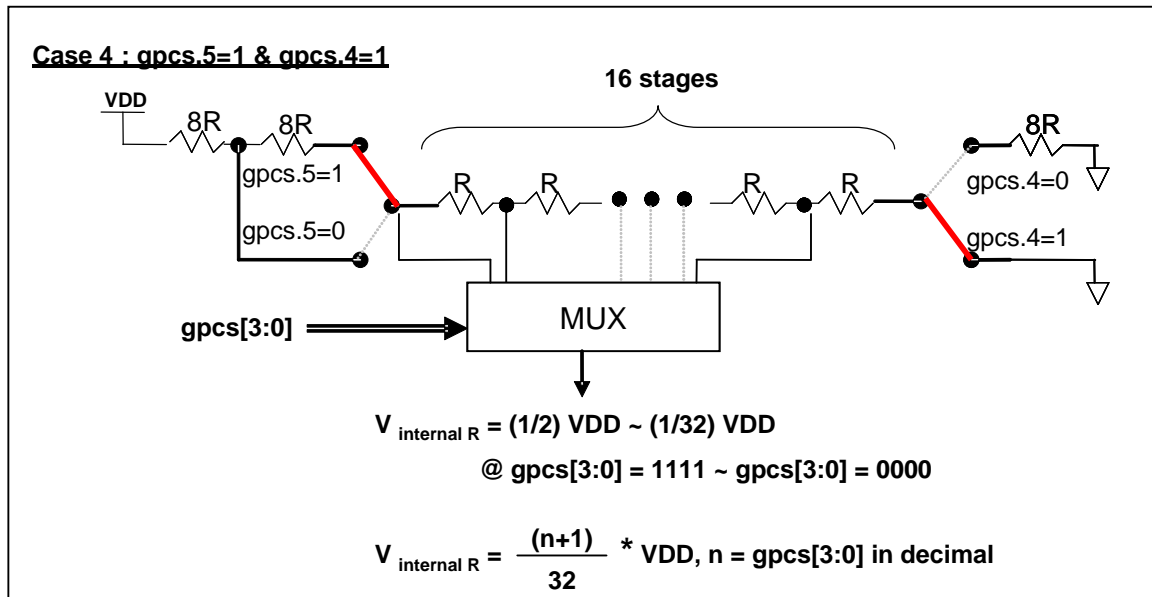 Case 4 : gpcs.5=1 & gpcs.4=1
16 stages
VDD
8R
8R
8R
gpcs.5=1
R
R
R
R
gpcs.4=0
gpcs.5=0
gpcs.4=1
MUX
gpcs[3:0]
V internal R = (1/2) VDD ~ (1/32) VDD
@ gpcs[3:0] = 1111 ~ gpcs[3:0] = 0000
V internal R = (n+1) / 32 * VDD, n = gpcs[3:0] in decimal